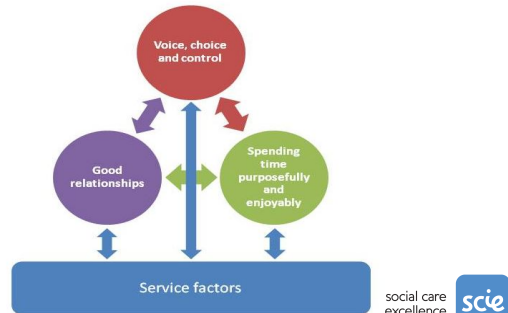 Voice, choice
and control
Good
relationships
Spending
time
purposefully
and
enjoyably
Service factors
social care
excellence
scie